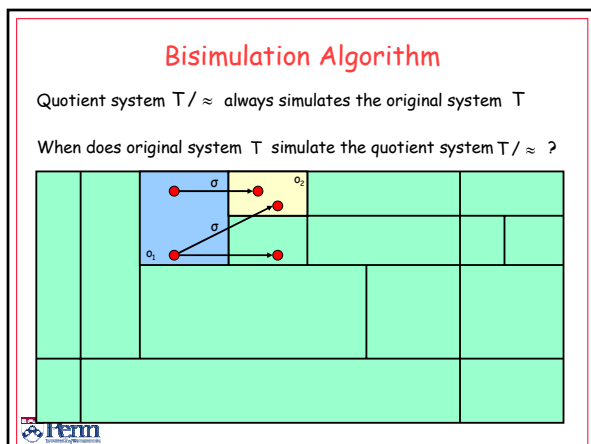 Bisimulation Algorithm
Quotient system T/≈ always simulates the original system T
When does original system T simulate the quotient system T/≈ ?
σ
o₂
σ
o₁
Penn